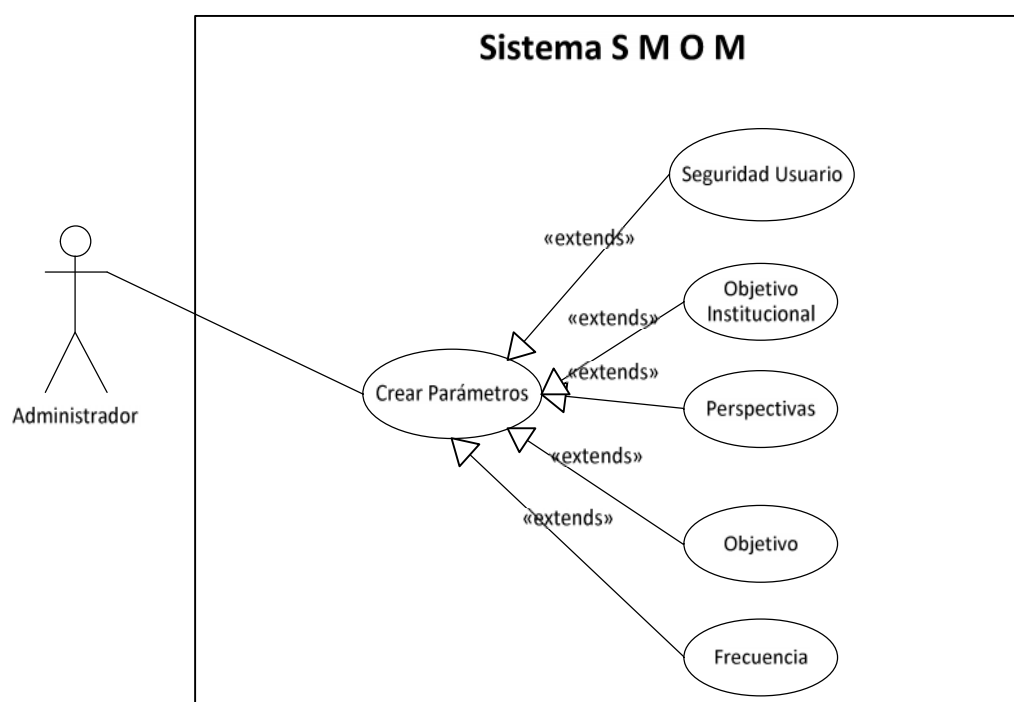 Sistema S M O M
Seguridad Usuario
«extends»
Objetivo
Institucional
«extends»
«extends»
Crear Parámetros
Perspectivas
Administrador
«extends»
«extends»
Objetivo
Frecuencia